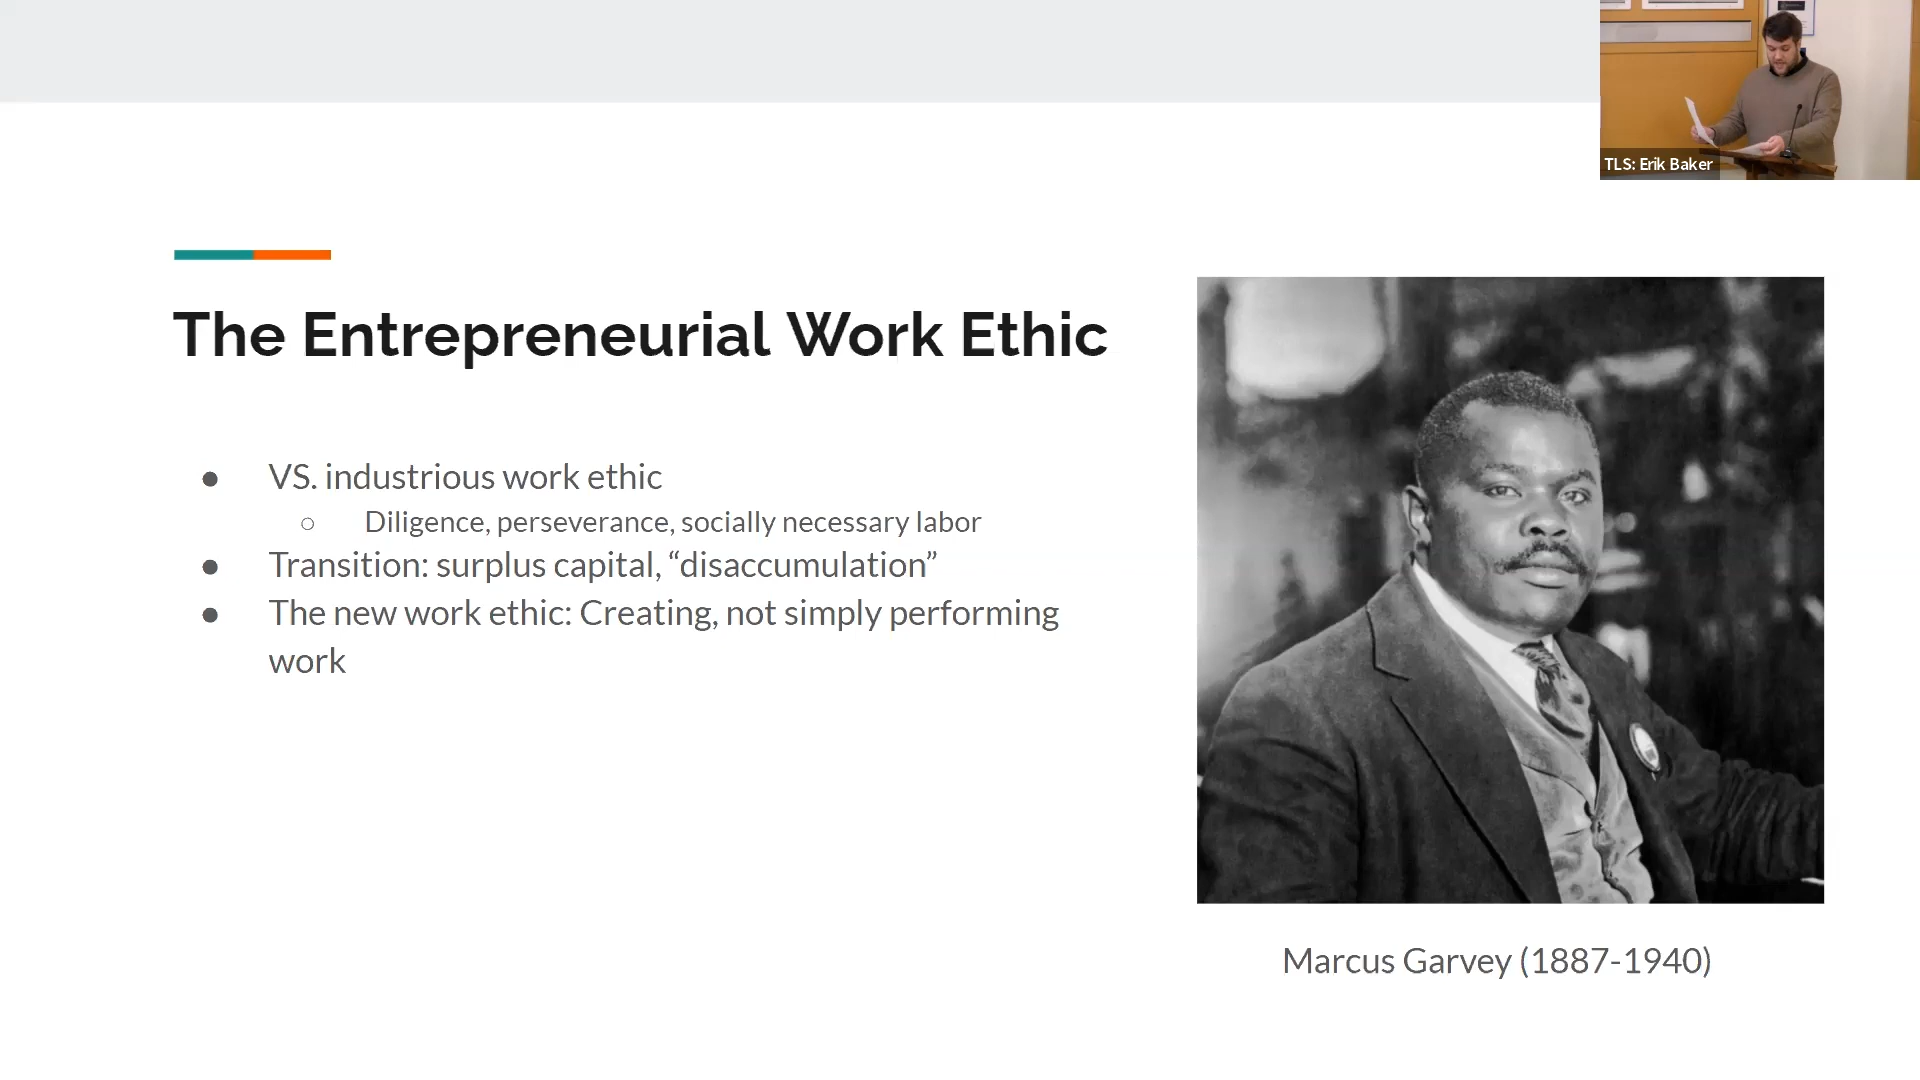 TLS: Erik Baker
The Entrepreneurial Work Ethic
VS. industrious work ethic
Diligence, perseverance, socially necessary labor
Transition: surplus capital, “disaccumulation”
The new work ethic: Creating, not simply performing
work
Marcus Garvey (1887-1940)